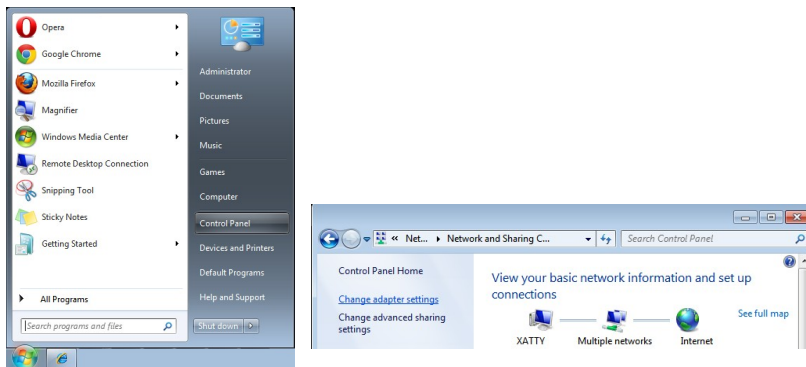 Opera
Google Chrome
Mozilla Firefox
Magnifier
Windows Media Center
Remote Desktop Connection
Snipping Tool
Sticky Notes
Getting Started
All Programs
Search programs and files
Administrator
Documents
Pictures
Music
Games
Computer
Control Panel
Devices and Printers
Default Programs
Help and Support
Shut down
« Net... Network and Sharing C...
Search Control Panel
Control Panel Home
Change adapter settings
Change advanced sharing
settings
View your basic network information and set up
connections
See full map
XATTY Multiple networks Internet